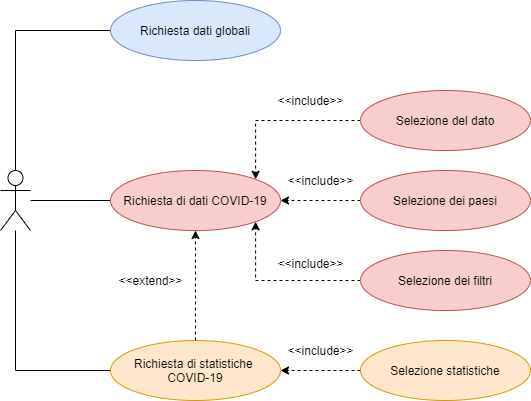 Richiesta dati globali
<<include>>
Selezione del dato
<<include>>
Richiesta di dati COVID-19
Selezione dei paesi
<<include>>
<<extend>>
Selezione dei filtri
<<include>>
Richiesta di statistiche
COVID-19
Selezione statistiche